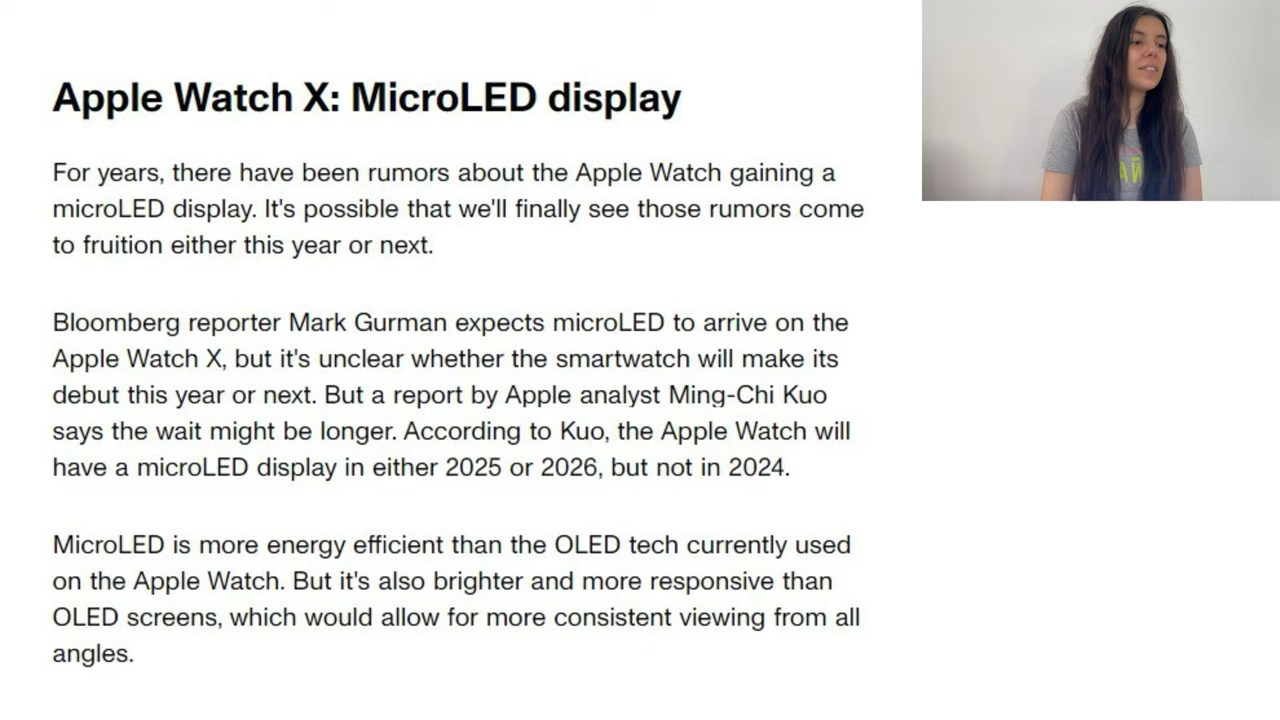 Apple Watch X: MicroLED display
For years, there have been rumors about the Apple Watch gaining a
microLED display. It's possible that we'll finally see those rumors come
to fruition either this year or next.
Bloomberg reporter Mark Gurman expects microLED to arrive on the
Apple Watch X, but it's unclear whether the smartwatch will make its
debut this year or next. But a report by Apple analyst Ming-Chi Kuo
says the wait might be longer. According to Kuo, the Apple Watch will
have a microLED display in either 2025 or 2026, but not in 2024.
MicroLED is more energy efficient than the OLED tech currently used
on the Apple Watch. But it's also brighter and more responsive than
OLED screens, which would allow for more consistent viewing from all
angles.